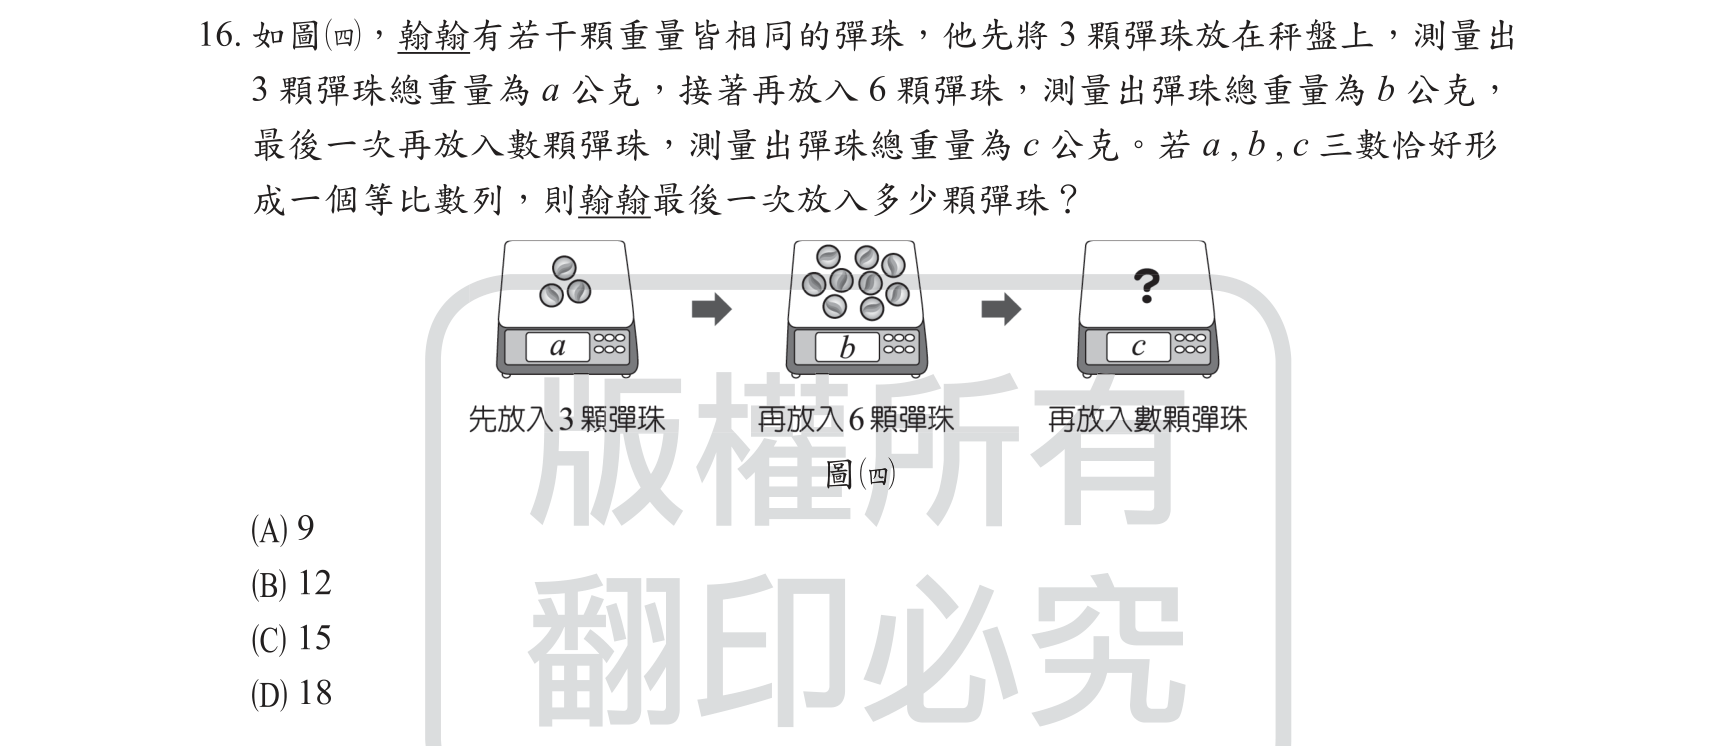 16. 如圖(四)，翰翰有若干顆重量皆相同的彈珠，他先將 3 顆彈珠放在秤盤上，測量出
3 顆彈珠總重量為 a 公克，接著再放入 6 顆彈珠，測量出彈珠總重量為 b 公克，
最後一次再放入數顆彈珠，測量出彈珠總重量為 c 公克。若 a , b , c 三數恰好形
成一個等比數列，則翰翰最後一次放入多少顆彈珠？
?
a b c
先放入 3 顆彈珠 再放入 6 顆彈珠 再放入數顆彈珠
圖(四)
(A) 9
(B) 12
(C) 15
(D) 18
版權所有
翻印必究